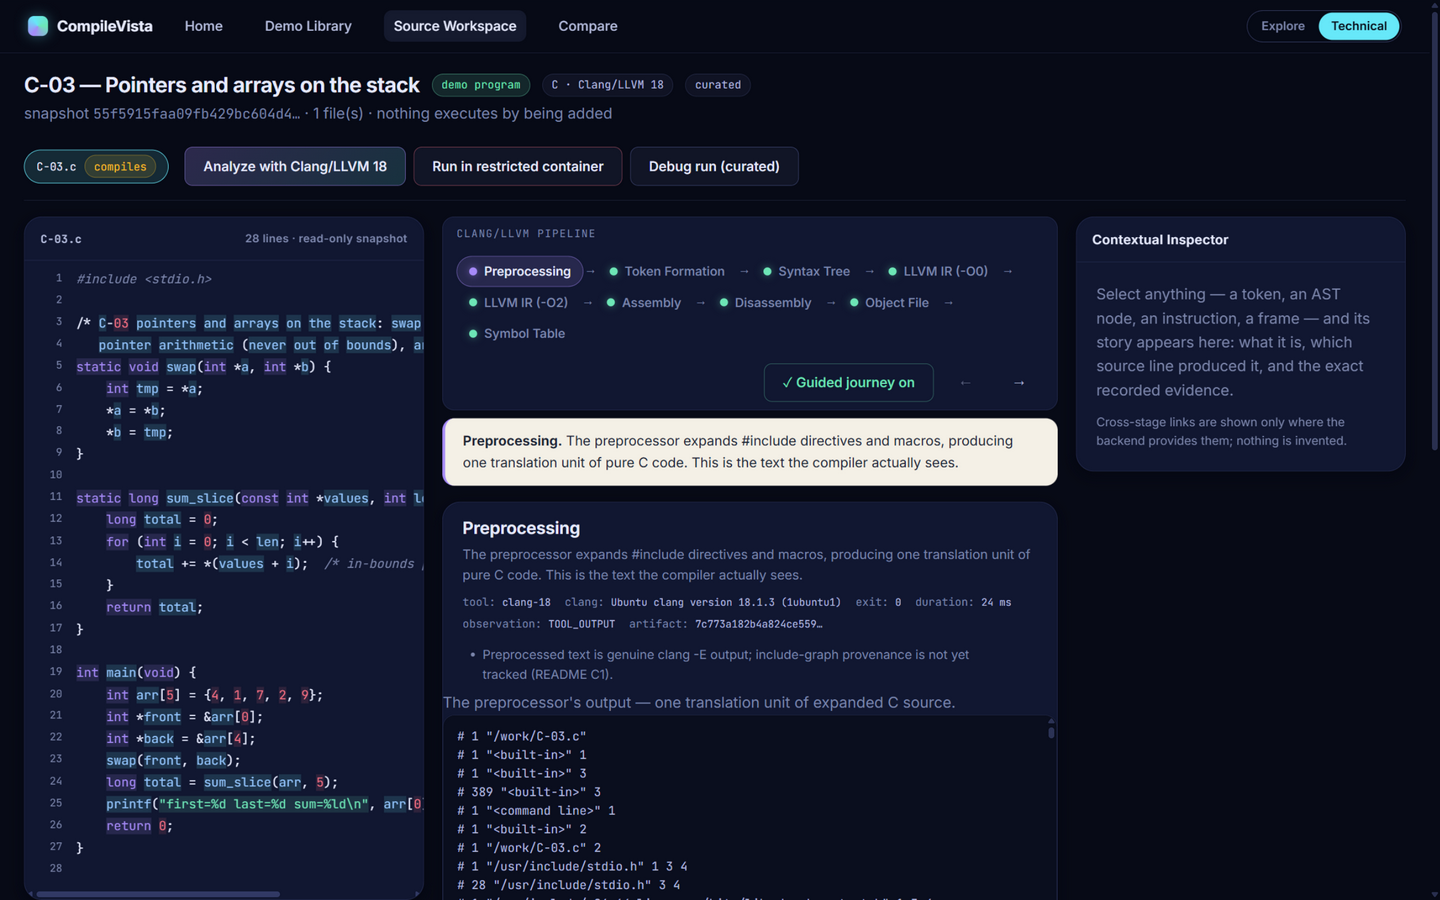 CompileVista
Home
Demo Library
Source Workspace
Compare
Explore
Technical
C-03 — Pointers and arrays on the stack
demo program
C · Clang/LLVM 18
curated
snapshot 55f5915faa09fb429bc604d4… · 1 file(s) · nothing executes by being added
C-03.c
compiles
Analyze with Clang/LLVM 18
Run in restricted container
Debug run (curated)
C-03.c
28 lines · read-only snapshot
1 #include <stdio.h>
2
3 /* C-03 pointers and arrays on the stack: swap
4    pointer arithmetic (never out of bounds),
5 static void swap(int *a, int *b) {
6     int tmp = *a;
7     *a = *b;
8     *b = tmp;
9 }
10
11 static long sum_slice(const int *values, int
12     long total = 0;
13     for (int i = 0; i < len; i++) {
14         total += *(values + i);  /* in-bounds
15     }
16     return total;
17 }
18
19 int main(void) {
20     int arr[5] = {4, 1, 7, 2, 9};
21     int *front = &arr[0];
22     int *back = &arr[4];
23     swap(front, back);
24     long total = sum_slice(arr, 5);
25     printf("first=%d last=%d sum=%ld\n", arr[0]
26     return 0;
27 }
28
CLANG/LLVM PIPELINE
Preprocessing → Token Formation → Syntax Tree → LLVM IR (-O0) →
LLVM IR (-O2) → Assembly → Disassembly → Object File →
Symbol Table
✓ Guided journey on
←
→
Preprocessing. The preprocessor expands #include directives and macros, producing
one translation unit of pure C code. This is the text the compiler actually sees.
Preprocessing
The preprocessor expands #include directives and macros, producing one translation unit of
pure C code. This is the text the compiler actually sees.
tool: clang-18 clang: Ubuntu clang version 18.1.3 (1ubuntu1) exit: 0 duration: 24 ms
observation: TOOL_OUTPUT artifact: 7c773a182b4a824ce559…
• Preprocessed text is genuine clang -E output; include-graph provenance is not yet
tracked (README C1).
The preprocessor's output — one translation unit of expanded C source.
# 1 "/work/C-03.c"
# 1 "<built-in>" 1
# 1 "<built-in>" 3
# 389 "<built-in>" 3
# 1 "<command line>" 1
# 1 "<built-in>" 2
# 1 "/work/C-03.c" 2
# 1 "/usr/include/stdio.h" 1 3 4
# 28 "/usr/include/stdio.h" 3 4
Contextual Inspector
Select anything — a token, an AST
node, an instruction, a frame — and its
story appears here: what it is, which
source line produced it, and the exact
recorded evidence.
Cross-stage links are shown only where the
backend provides them; nothing is invented.